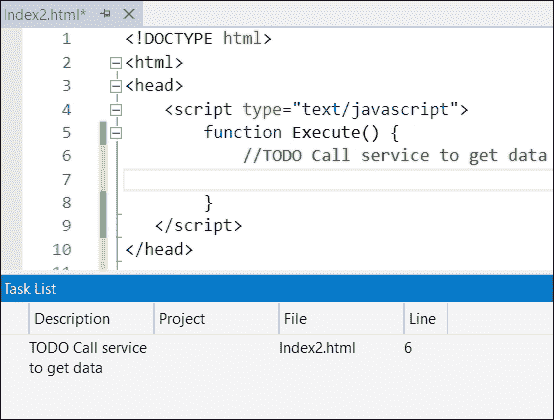 Index2.html*
1 <!DOCTYPE html>
2 <html>
3 <head>
4 <script type="text/javascript">
5 function Execute() {
6 //TODO Call service to get data
7
8 }
9 </script>
10 </head>
11
Task List
Description Project File Line
TODO Call service Index2.html 6
to get data